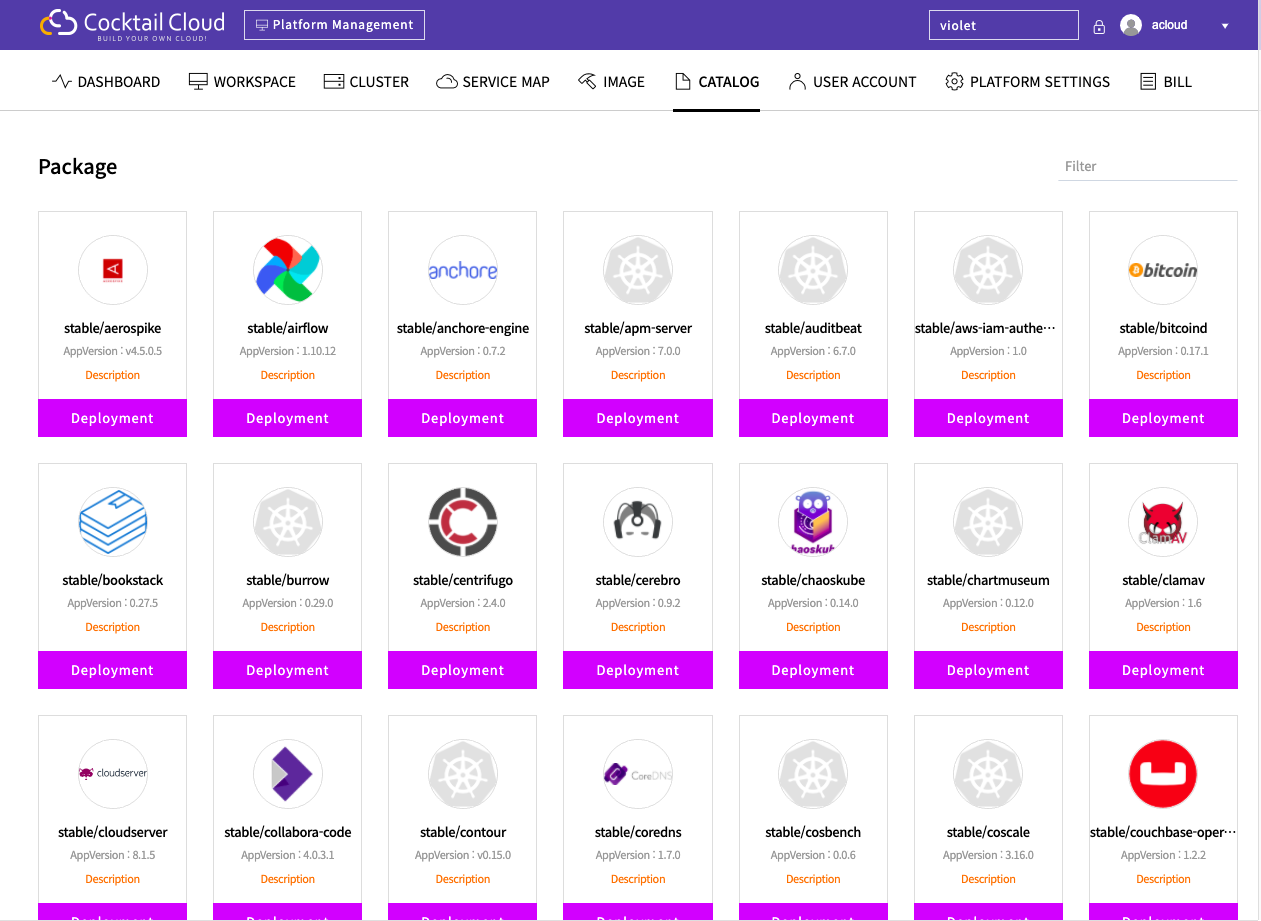 Cocktail Cloud
BUILD YOUR OWN CLOUD!
Platform Management
violet
acloud
DASHBOARD WORKSPACE CLUSTER SERVICE MAP IMAGE CATALOG USER ACCOUNT PLATFORM SETTINGS BILL
Package
Filter
anchore bitcoin
stable/aerospike stable/airflow stable/anchore-engine stable/apm-server stable/auditbeat stable/aws-iam-authe··· stable/bitcoind
AppVersion : v4.5.0.5 AppVersion : 1.10.12 AppVersion : 0.7.2 AppVersion : 7.0.0 AppVersion : 6.7.0 AppVersion : 1.0 AppVersion : 0.17.1
Description Description Description Description Description Description Description
Deployment Deployment Deployment Deployment Deployment Deployment Deployment
haoskub ClamAV
stable/bookstack stable/burrow stable/centrifugo stable/cerebro stable/chaoskube stable/chartmuseum stable/clamav
AppVersion : 0.27.5 AppVersion : 0.29.0 AppVersion : 2.4.0 AppVersion : 0.9.2 AppVersion : 0.14.0 AppVersion : 0.12.0 AppVersion : 1.6
Description Description Description Description Description Description Description
Deployment Deployment Deployment Deployment Deployment Deployment Deployment
cloudserver CoreDNS
stable/cloudserver stable/collabora-code stable/contour stable/coredns stable/cosbench stable/coscale stable/couchbase-oper···
AppVersion : 8.1.5 AppVersion : 4.0.3.1 AppVersion : v0.15.0 AppVersion : 1.7.0 AppVersion : 0.0.6 AppVersion : 3.16.0 AppVersion : 1.2.2
Description Description Description Description Description Description Description
Deployment Deployment Deployment Deployment Deployment Deployment Deployment